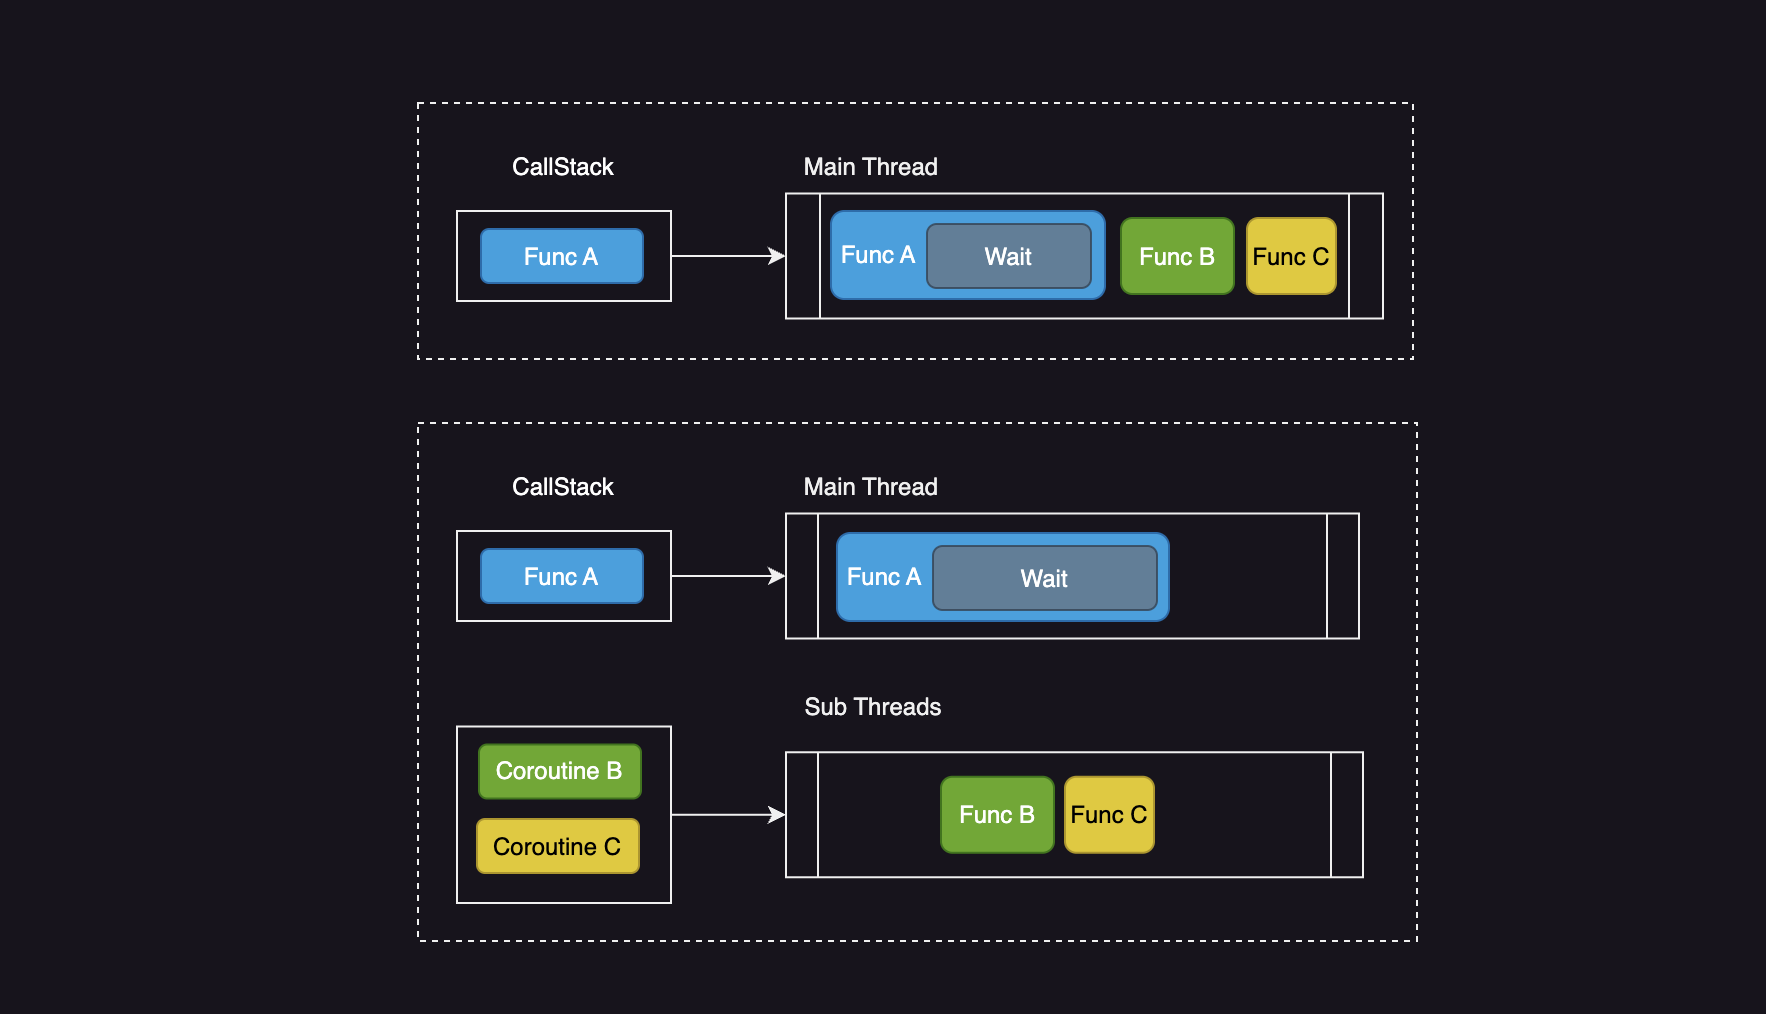 CallStack
Main Thread
Func A
Func A
Wait
Func B
Func C
CallStack
Main Thread
Func A
Func A
Wait
Sub Threads
Coroutine B
Coroutine C
Func B
Func C